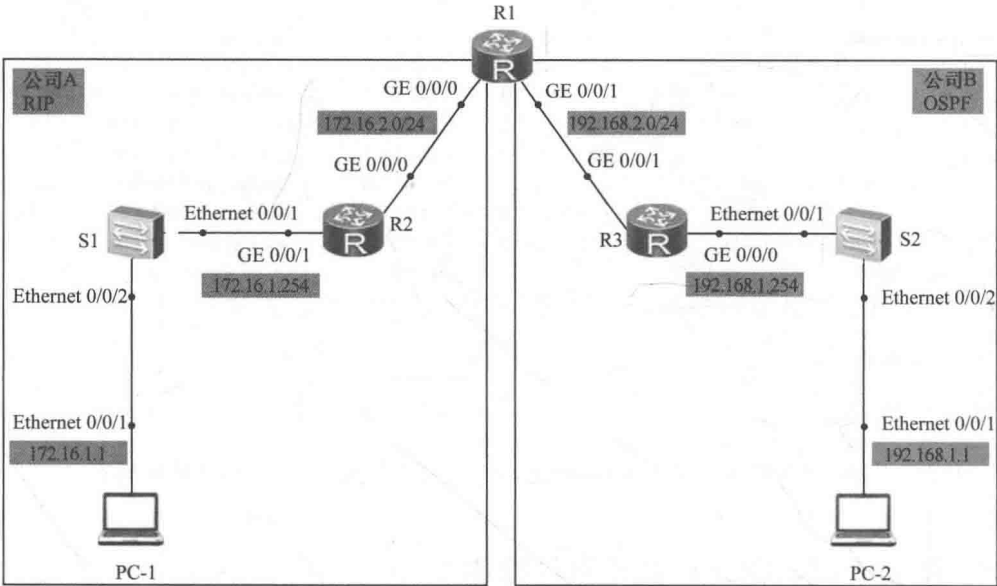 R1
公司A
RIP
公司B
OSPF
GE 0/0/0
GE 0/0/1
172.16.2.0/24
192.168.2.0/24
GE 0/0/0
GE 0/0/1
Ethernet 0/0/1
R2
S1
R
GE 0/0/1
172.16.1.254
R
R3
R
Ethernet 0/0/1
S2
GE 0/0/0
192.168.1.254
Ethernet 0/0/2
Ethernet 0/0/2
Ethernet 0/0/1
172.16.1.1
Ethernet 0/0/1
192.168.1.1
PC-1
PC-2